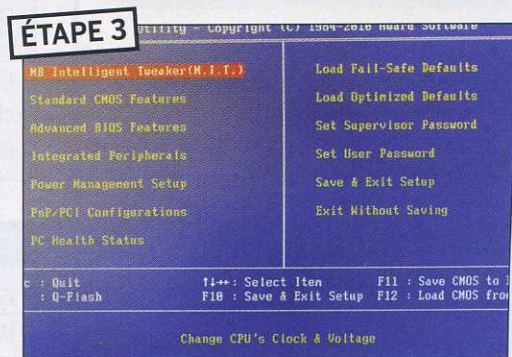 ÉTAPE 3
Utility - Copyright (C) 1984-2010 Award Software
MB Intelligent Tweaker(M.I.T.)
Standard CMOS Features
Advanced BIOS Features
Integrated Peripherals
Power Management Setup
PnP/PCI Configurations
PC Health Status
Load Fail-Safe Defaults
Load Optimized Defaults
Set Supervisor Password
Set User Password
Save & Exit Setup
Exit Without Saving
c : Quit ↑↓→←: Select Item F11 : Save CMOS to
: Q-Flash F10 : Save & Exit Setup F12 : Load CMOS fro
Change CPU's Clock & Voltage